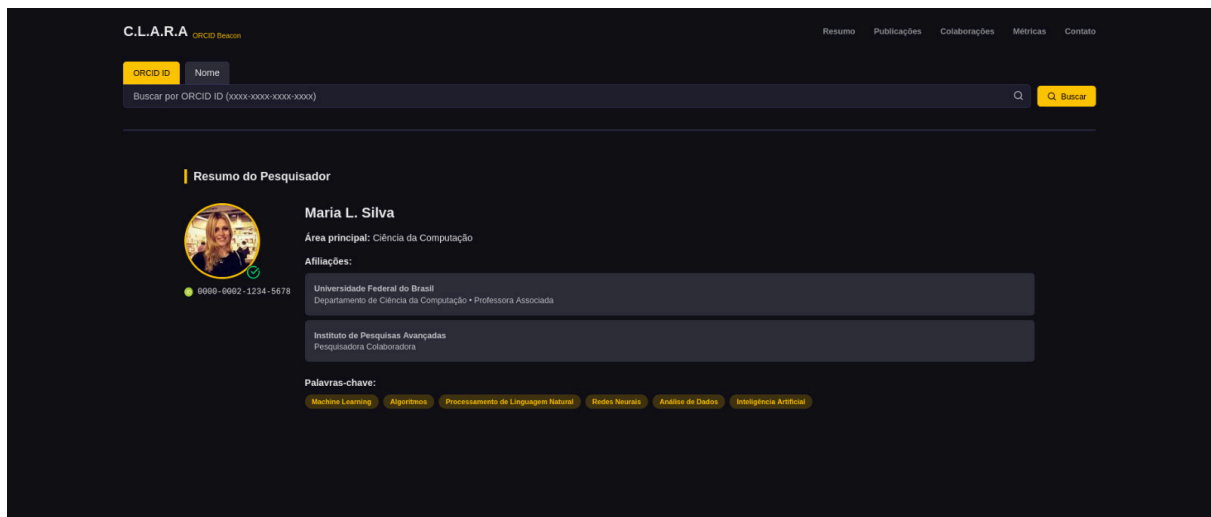 C.L.A.R.A ORCID Beacon
Resumo Publicações Colaborações Métricas Contato
ORCID ID Nome
Buscar por ORCID ID (xxxx-xxxx-xxxx-xxxx)
Buscar
Resumo do Pesquisador
Maria L. Silva
Área principal: Ciência da Computação
Afiliações:
0000-0002-1234-5678
Universidade Federal do Brasil
Departamento de Ciência da Computação • Professora Associada
Instituto de Pesquisas Avançadas
Pesquisadora Colaboradora
Palavras-chave:
Machine Learning Algoritmos Processamento de Linguagem Natural Redes Neurais Análise de Dados Inteligência Artificial